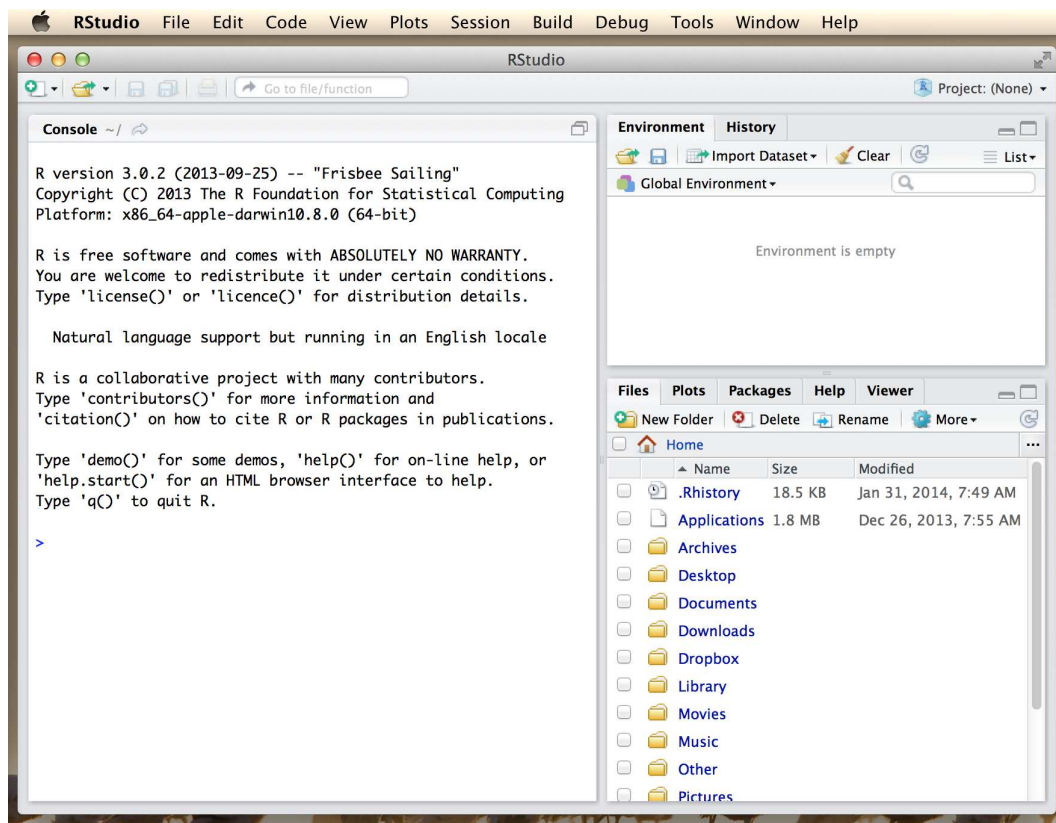 RStudio File Edit Code View Plots Session Build Debug Tools Window Help
RStudio
Go to file/function
Project: (None)
Console ~/
R version 3.0.2 (2013-09-25) -- "Frisbee Sailing"
Copyright (C) 2013 The R Foundation for Statistical Computing
Platform: x86_64-apple-darwin10.8.0 (64-bit)
R is free software and comes with ABSOLUTELY NO WARRANTY.
You are welcome to redistribute it under certain conditions.
Type 'license()' or 'licence()' for distribution details.
Natural language support but running in an English locale
R is a collaborative project with many contributors.
Type 'contributors()' for more information and
'citation()' on how to cite R or R packages in publications.
Type 'demo()' for some demos, 'help()' for on-line help, or
'help.start()' for an HTML browser interface to help.
Type 'q()' to quit R.
>
Environment History
Import Dataset Clear List
Global Environment
Environment is empty
Files Plots Packages Help Viewer
New Folder Delete Rename More
Home ...
Name Size Modified
.Rhistory 18.5 KB Jan 31, 2014, 7:49 AM
Applications 1.8 MB Dec 26, 2013, 7:55 AM
Archives
Desktop
Documents
Downloads
Dropbox
Library
Movies
Music
Other
Pictures